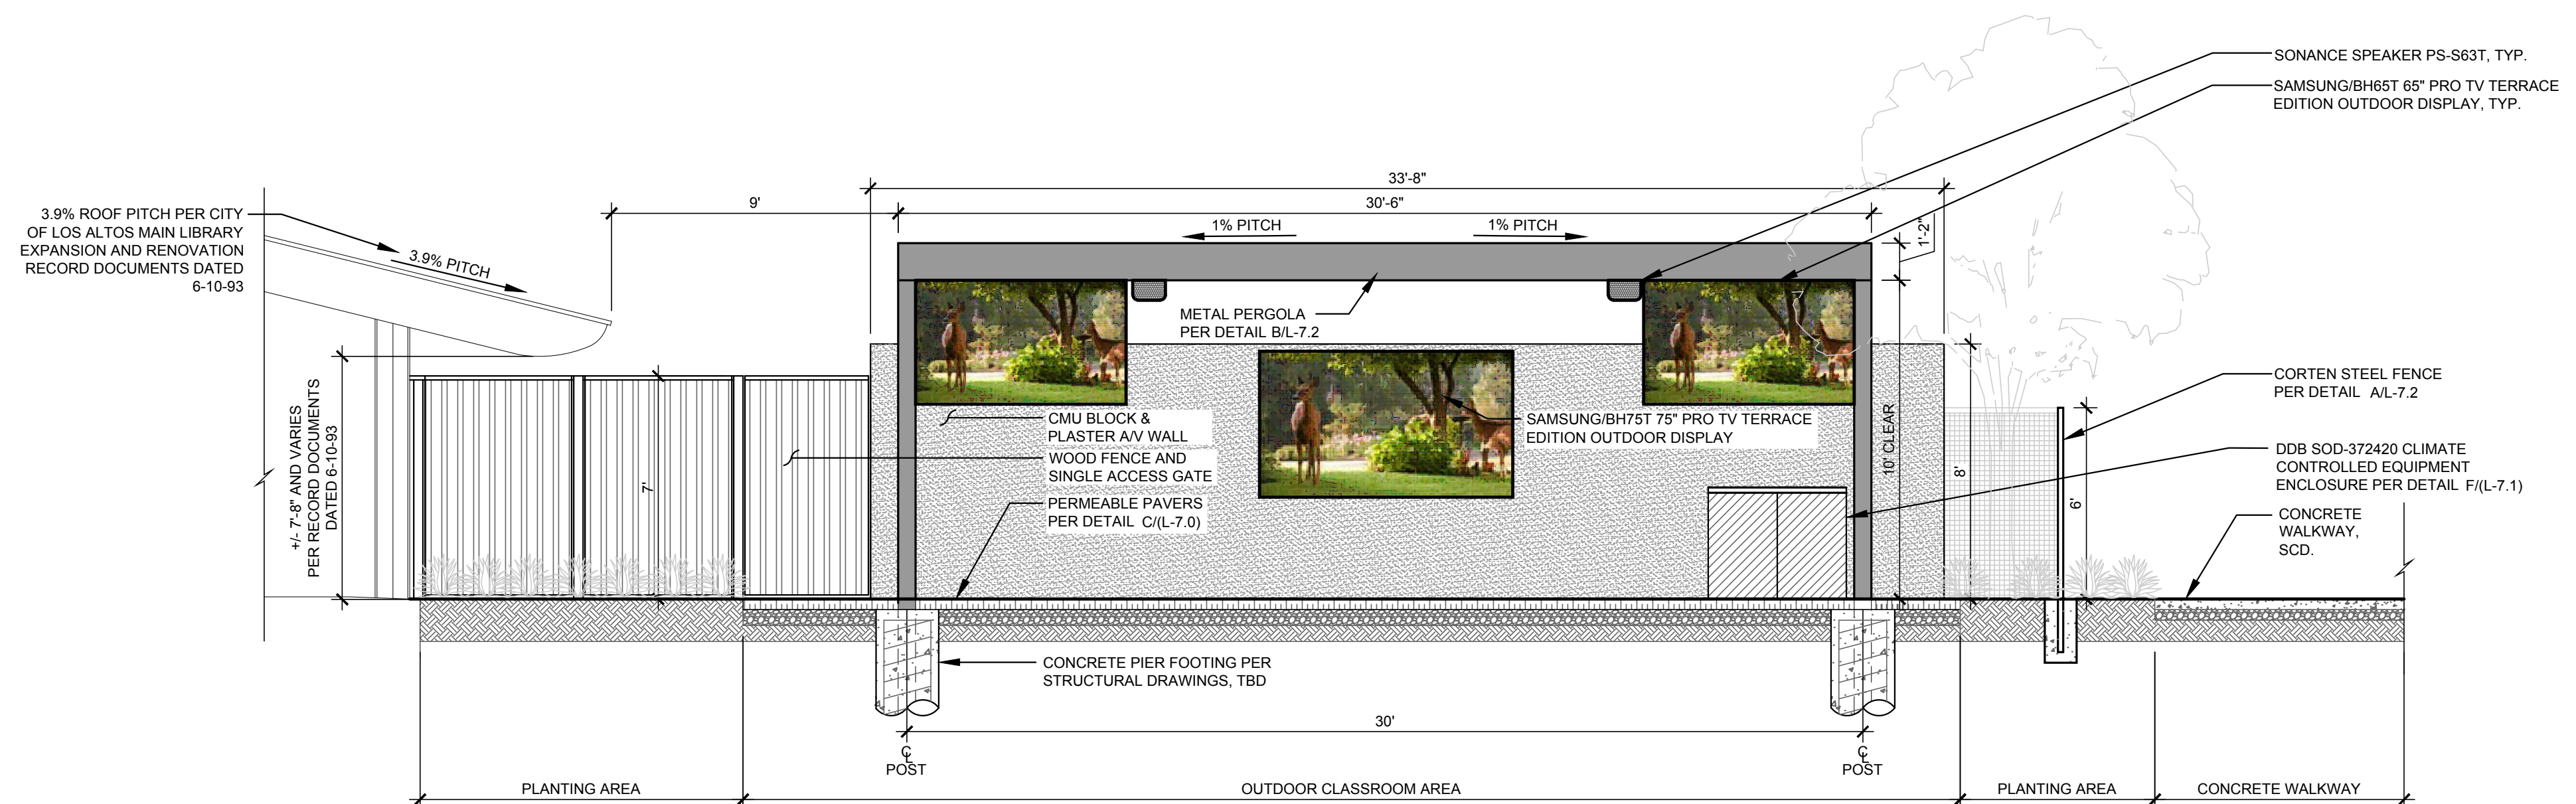 SONANCE SPEAKER PS-S63T, TYP.
SAMSUNG/BH65T 65" PRO TV TERRACE
EDITION OUTDOOR DISPLAY, TYP.
33'-8"
9'
30'-6"
3.9% ROOF PITCH PER CITY
OF LOS ALTOS MAIN LIBRARY
EXPANSION AND RENOVATION
RECORD DOCUMENTS DATED
6-10-93
3.9% PITCH
1% PITCH
1% PITCH
1'-2"
METAL PERGOLA
PER DETAIL B/L-7.2
+/- 7'-8" AND VARIES
PER RECORD DOCUMENTS
DATED 6-10-93
7'
CMU BLOCK &
PLASTER A/V WALL
WOOD FENCE AND
SINGLE ACCESS GATE
PERMEABLE PAVERS
PER DETAIL C/(L-7.0)
SAMSUNG/BH75T 75" PRO TV TERRACE
EDITION OUTDOOR DISPLAY
10' CLEAR
8'
6'
CORTEN STEEL FENCE
PER DETAIL A/L-7.2
DDB SOD-372420 CLIMATE
CONTROLLED EQUIPMENT
ENCLOSURE PER DETAIL F/(L-7.1)
CONCRETE
WALKWAY,
SCD.
CONCRETE PIER FOOTING PER
STRUCTURAL DRAWINGS, TBD
30'
CL
POST
CL
POST
PLANTING AREA
OUTDOOR CLASSROOM AREA
PLANTING AREA
CONCRETE WALKWAY